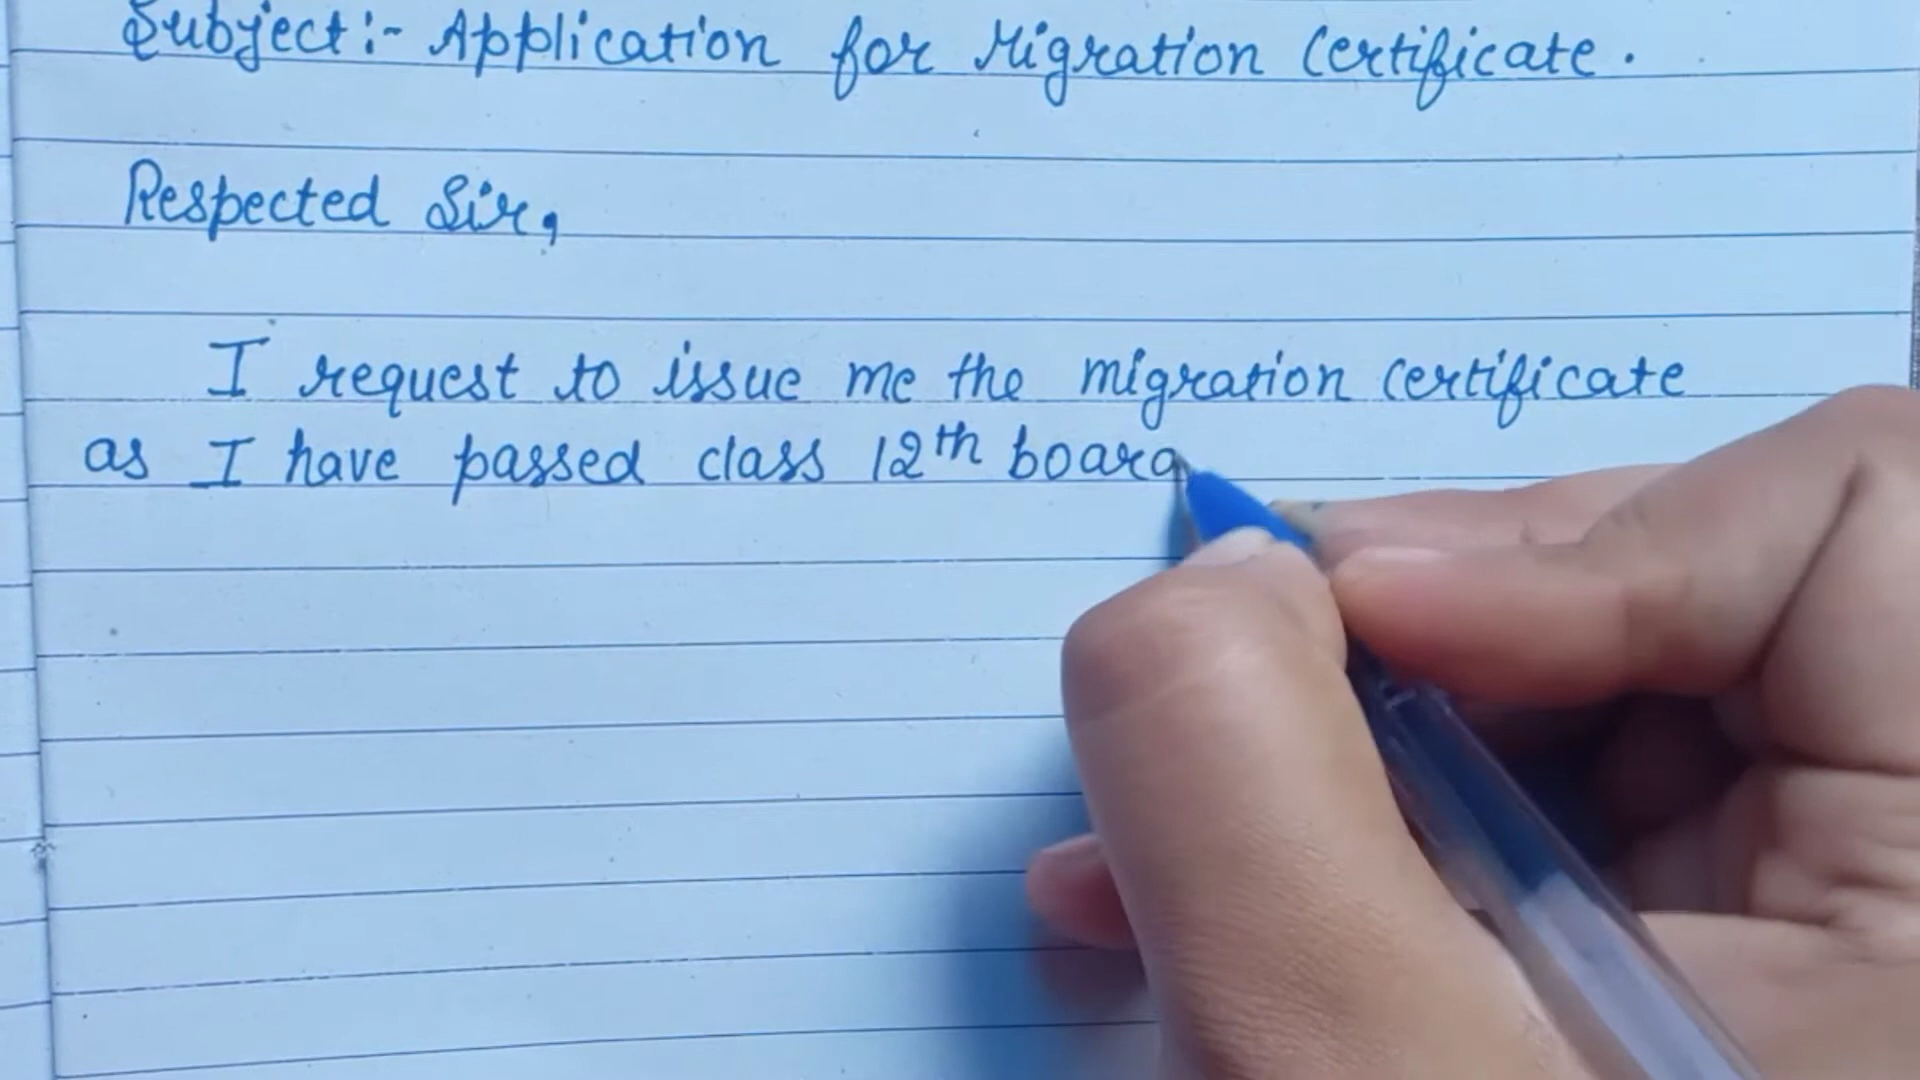 Subject:- Application for Migration Certificate.
Respected Sir,
I request to issue me the migration certificate
as I have passed class 12th board